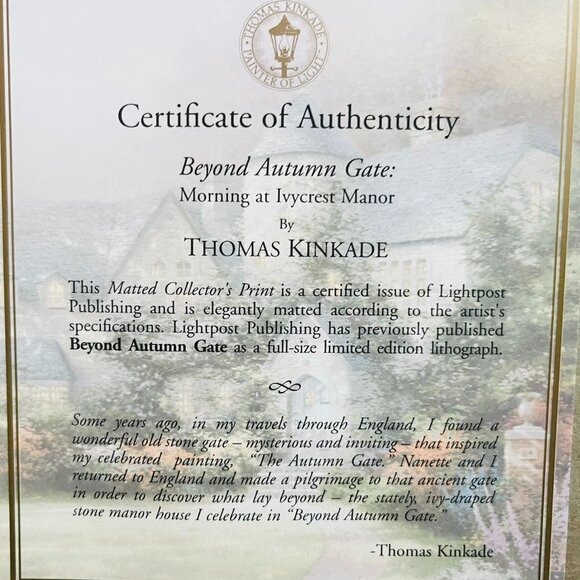 THOMAS KINKADE
PAINTER OF LIGHT
Certificate of Authenticity
Beyond Autumn Gate:
Morning at Ivycrest Manor
By
THOMAS KINKADE
This Matted Collector's Print is a certified issue of Lightpost
Publishing and is elegantly matted according to the artist's
specifications. Lightpost Publishing has previously published
Beyond Autumn Gate as a full-size limited edition lithograph.
Some years ago, in my travels through England, I found a
wonderful old stone gate – mysterious and inviting – that inspired
my celebrated painting, "The Autumn Gate." Nanette and I
returned to England and made a pilgrimage to that ancient gate
in order to discover what lay beyond – the stately, ivy-draped
stone manor house I celebrate in "Beyond Autumn Gate."
-Thomas Kinkade